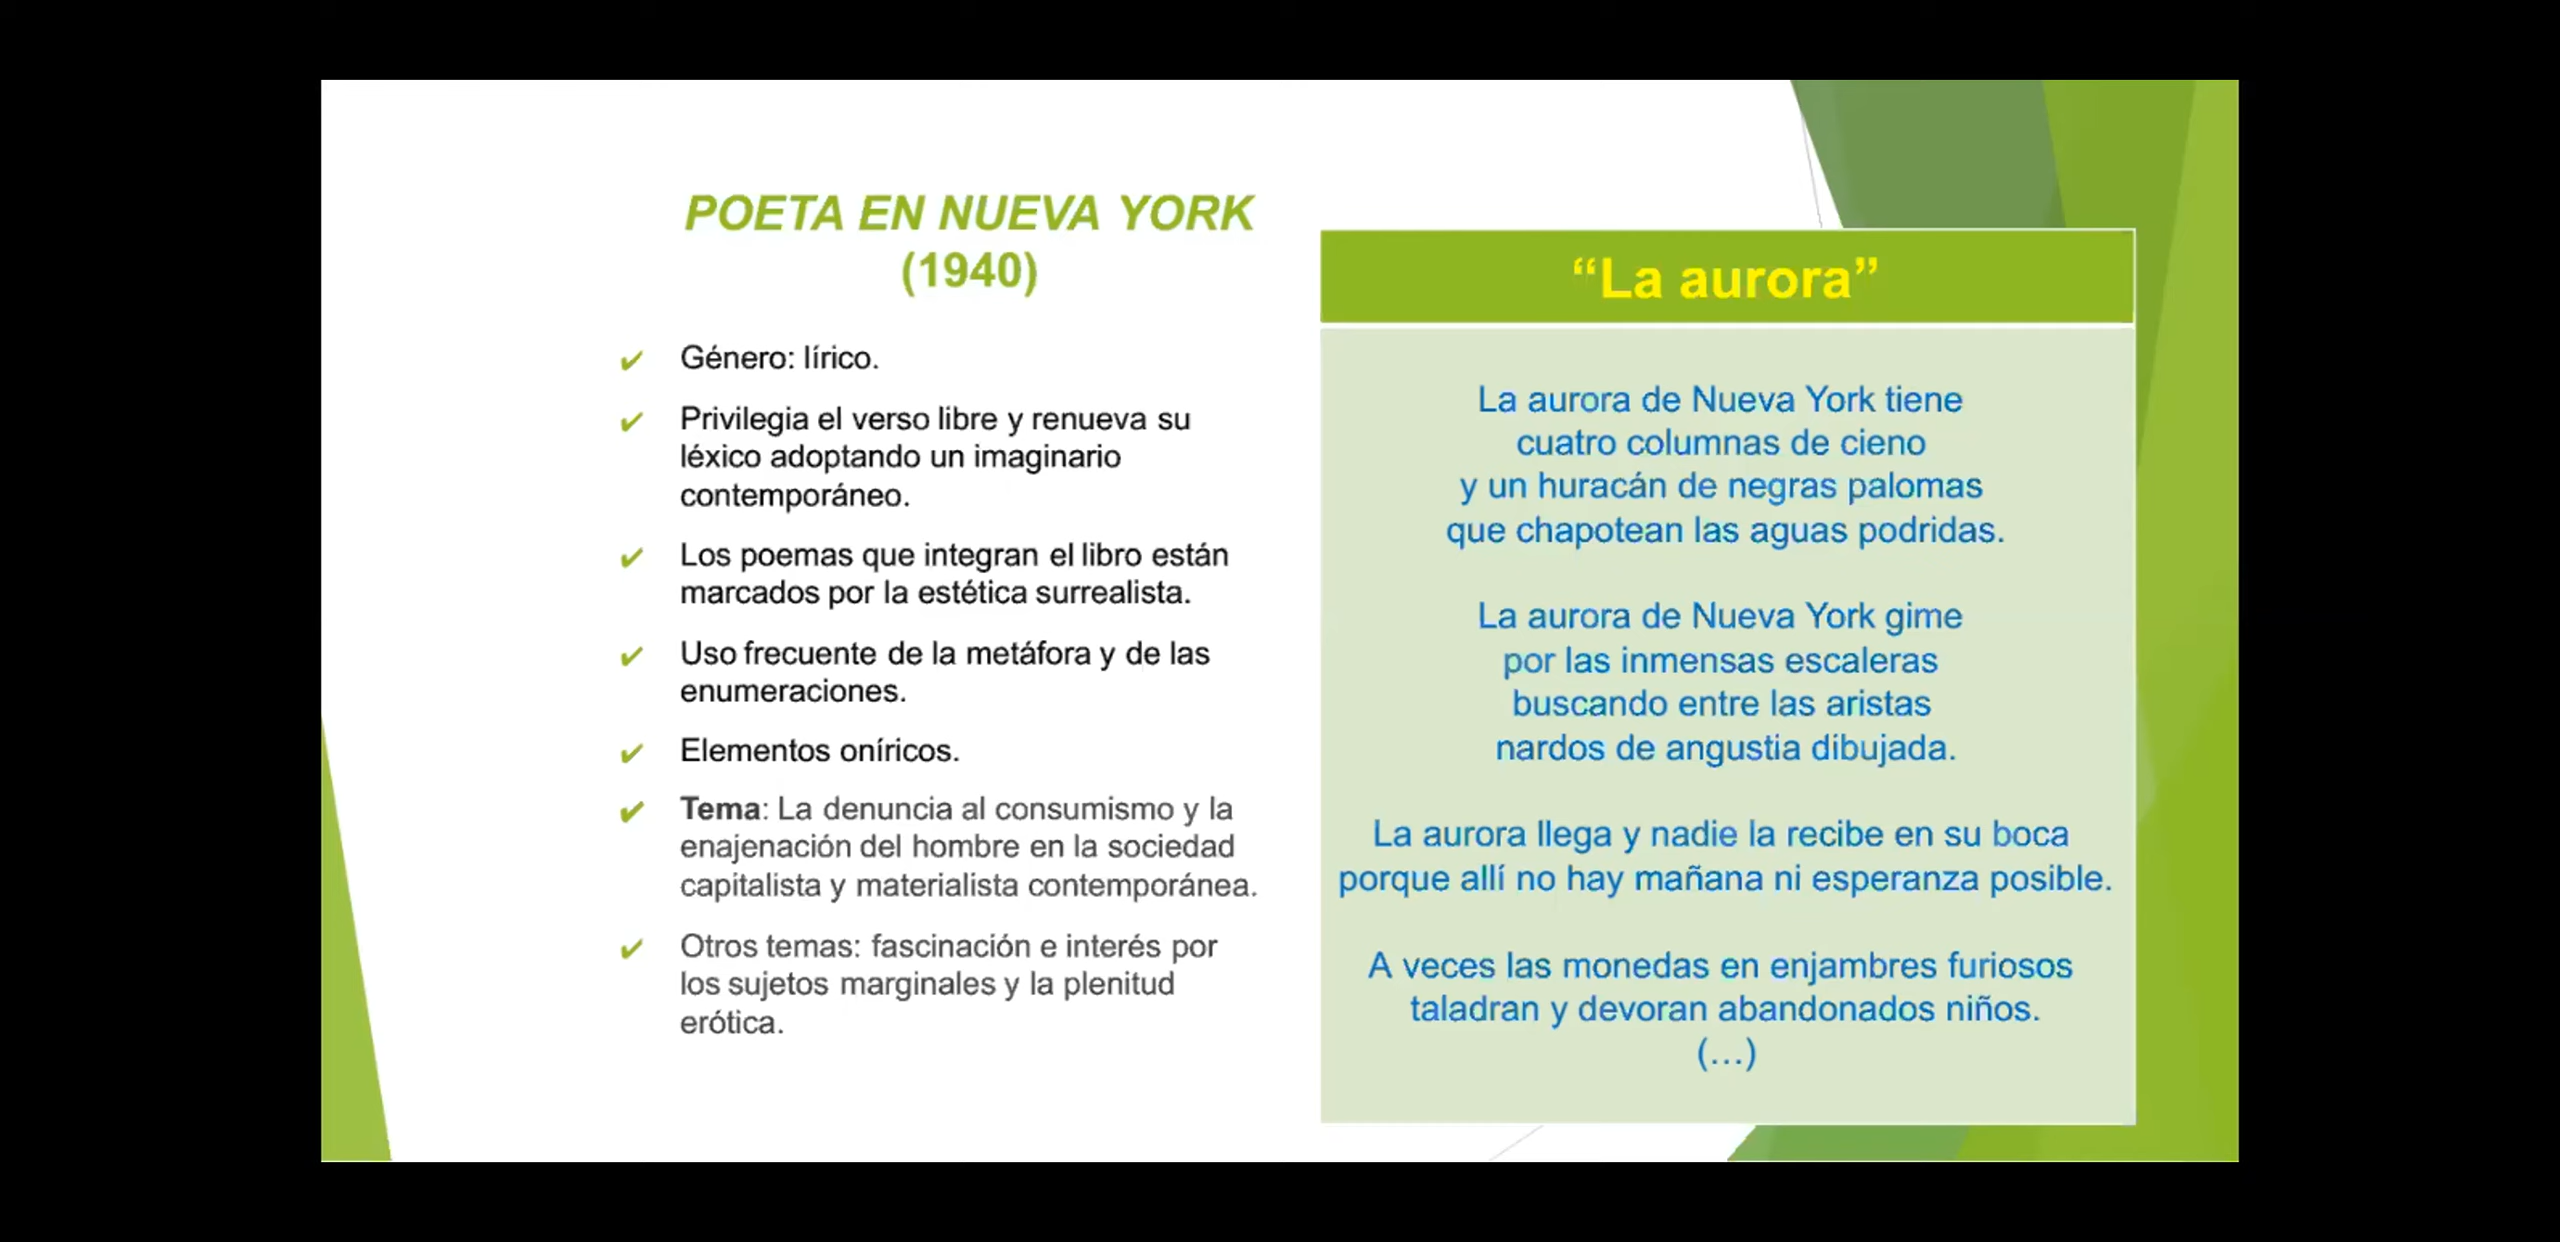 POETA EN NUEVA YORK
(1940)
✔ Género: lírico.
✔ Privilegia el verso libre y renueva su
léxico adoptando un imaginario
contemporáneo.
✔ Los poemas que integran el libro están
marcados por la estética surrealista.
✔ Uso frecuente de la metáfora y de las
enumeraciones.
✔ Elementos oníricos.
✔ Tema: La denuncia al consumismo y la
enajenación del hombre en la sociedad
capitalista y materialista contemporánea.
✔ Otros temas: fascinación e interés por
los sujetos marginales y la plenitud
erótica.
“La aurora”
La aurora de Nueva York tiene
cuatro columnas de cieno
y un huracán de negras palomas
que chapotean las aguas podridas.
La aurora de Nueva York gime
por las inmensas escaleras
buscando entre las aristas
nardos de angustia dibujada.
La aurora llega y nadie la recibe en su boca
porque allí no hay mañana ni esperanza posible.
A veces las monedas en enjambres furiosos
taladran y devoran abandonados niños.
(...)